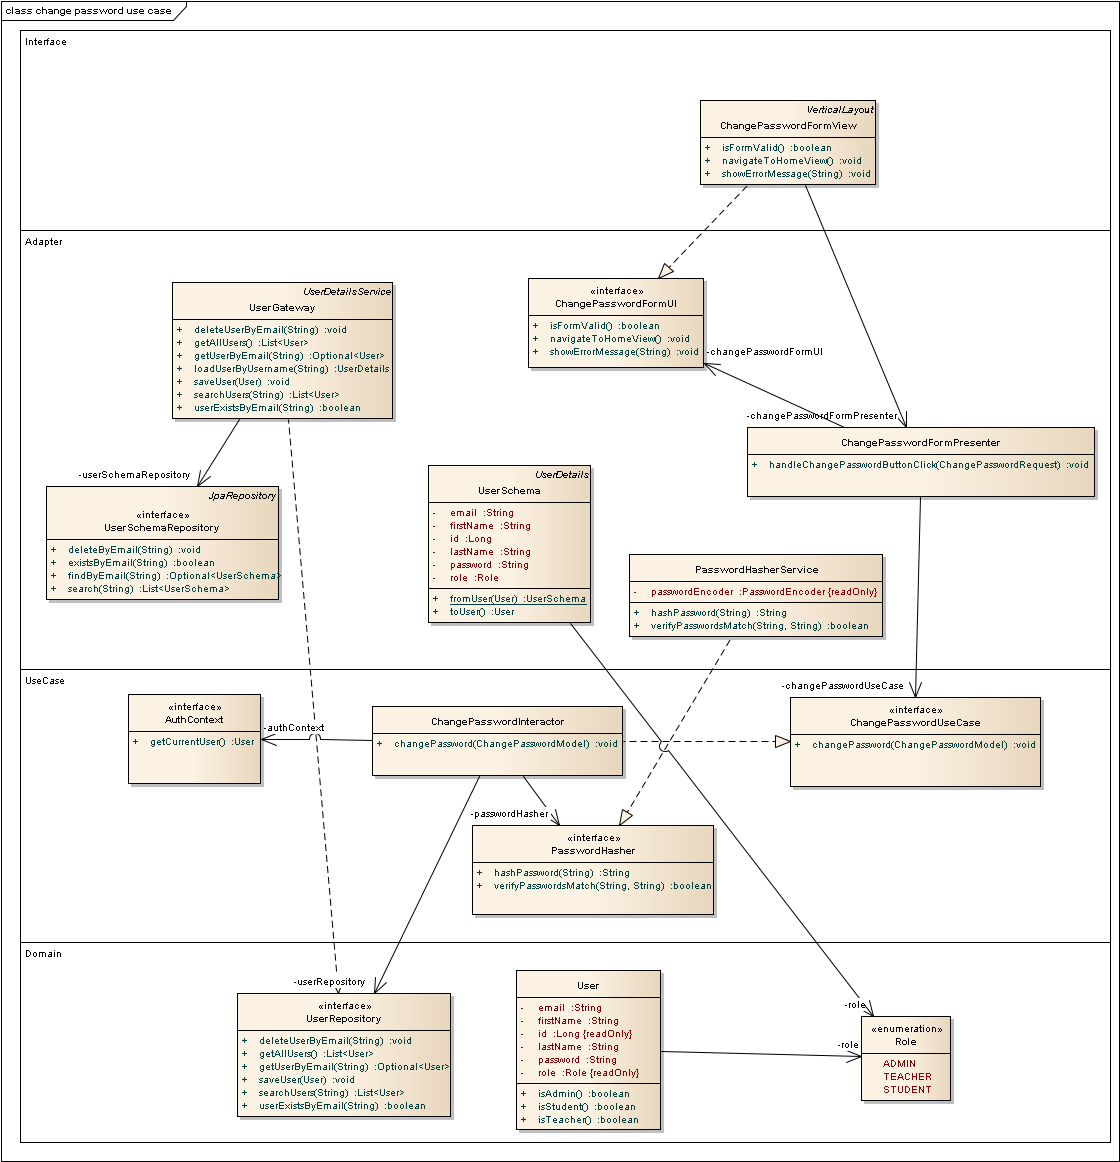 class change password use case
Interface
VerticalLayout
ChangePasswordFormView
+ isFormValid() :boolean
+ navigateToHomeView() :void
+ showErrorMessage(String) :void
Adapter
UserDetailsService
UserGateway
+ deleteUserByEmail(String) :void
+ getAllUsers() :List<User>
+ getUserByEmail(String) :Optional<User>
+ loadUserByUsername(String) :UserDetails
+ saveUser(User) :void
+ searchUsers(String) :List<User>
+ userExistsByEmail(String) :boolean
«interface»
ChangePasswordFormUI
+ isFormValid() :boolean
+ navigateToHomeView() :void
+ showErrorMessage(String) :void
-changePasswordFormUI
-changePasswordFormPresenter
ChangePasswordFormPresenter
+ handleChangePasswordButtonClick(ChangePasswordRequest) :void
-userSchemaRepository
JpaRepository
«interface»
UserSchemaRepository
+ deleteByEmail(String) :void
+ existsByEmail(String) :boolean
+ findByEmail(String) :Optional<UserSchema>
+ search(String) :List<UserSchema>
UserDetails
UserSchema
- email :String
- firstName :String
- id :Long
- lastName :String
- password :String
- role :Role
+ fromUser(User) :UserSchema
+ toUser() :User
PasswordHasherService
- passwordEncoder :PasswordEncoder {readOnly}
+ hashPassword(String) :String
+ verifyPasswordsMatch(String, String) :boolean
UseCase
-changePasswordUseCase
«interface»
AuthContext
+ getCurrentUser() :User
-authContext
ChangePasswordInteractor
+ changePassword(ChangePasswordModel) :void
«interface»
ChangePasswordUseCase
+ changePassword(ChangePasswordModel) :void
-passwordHasher
«interface»
PasswordHasher
+ hashPassword(String) :String
+ verifyPasswordsMatch(String, String) :boolean
Domain
-userRepository
«interface»
UserRepository
+ deleteUserByEmail(String) :void
+ getAllUsers() :List<User>
+ getUserByEmail(String) :Optional<User>
+ saveUser(User) :void
+ searchUsers(String) :List<User>
+ userExistsByEmail(String) :boolean
User
- email :String
- firstName :String
- id :Long {readOnly}
- lastName :String
- password :String
- role :Role {readOnly}
+ isAdmin() :boolean
+ isStudent() :boolean
+ isTeacher() :boolean
-role
-role
«enumeration»
Role
ADMIN
TEACHER
STUDENT